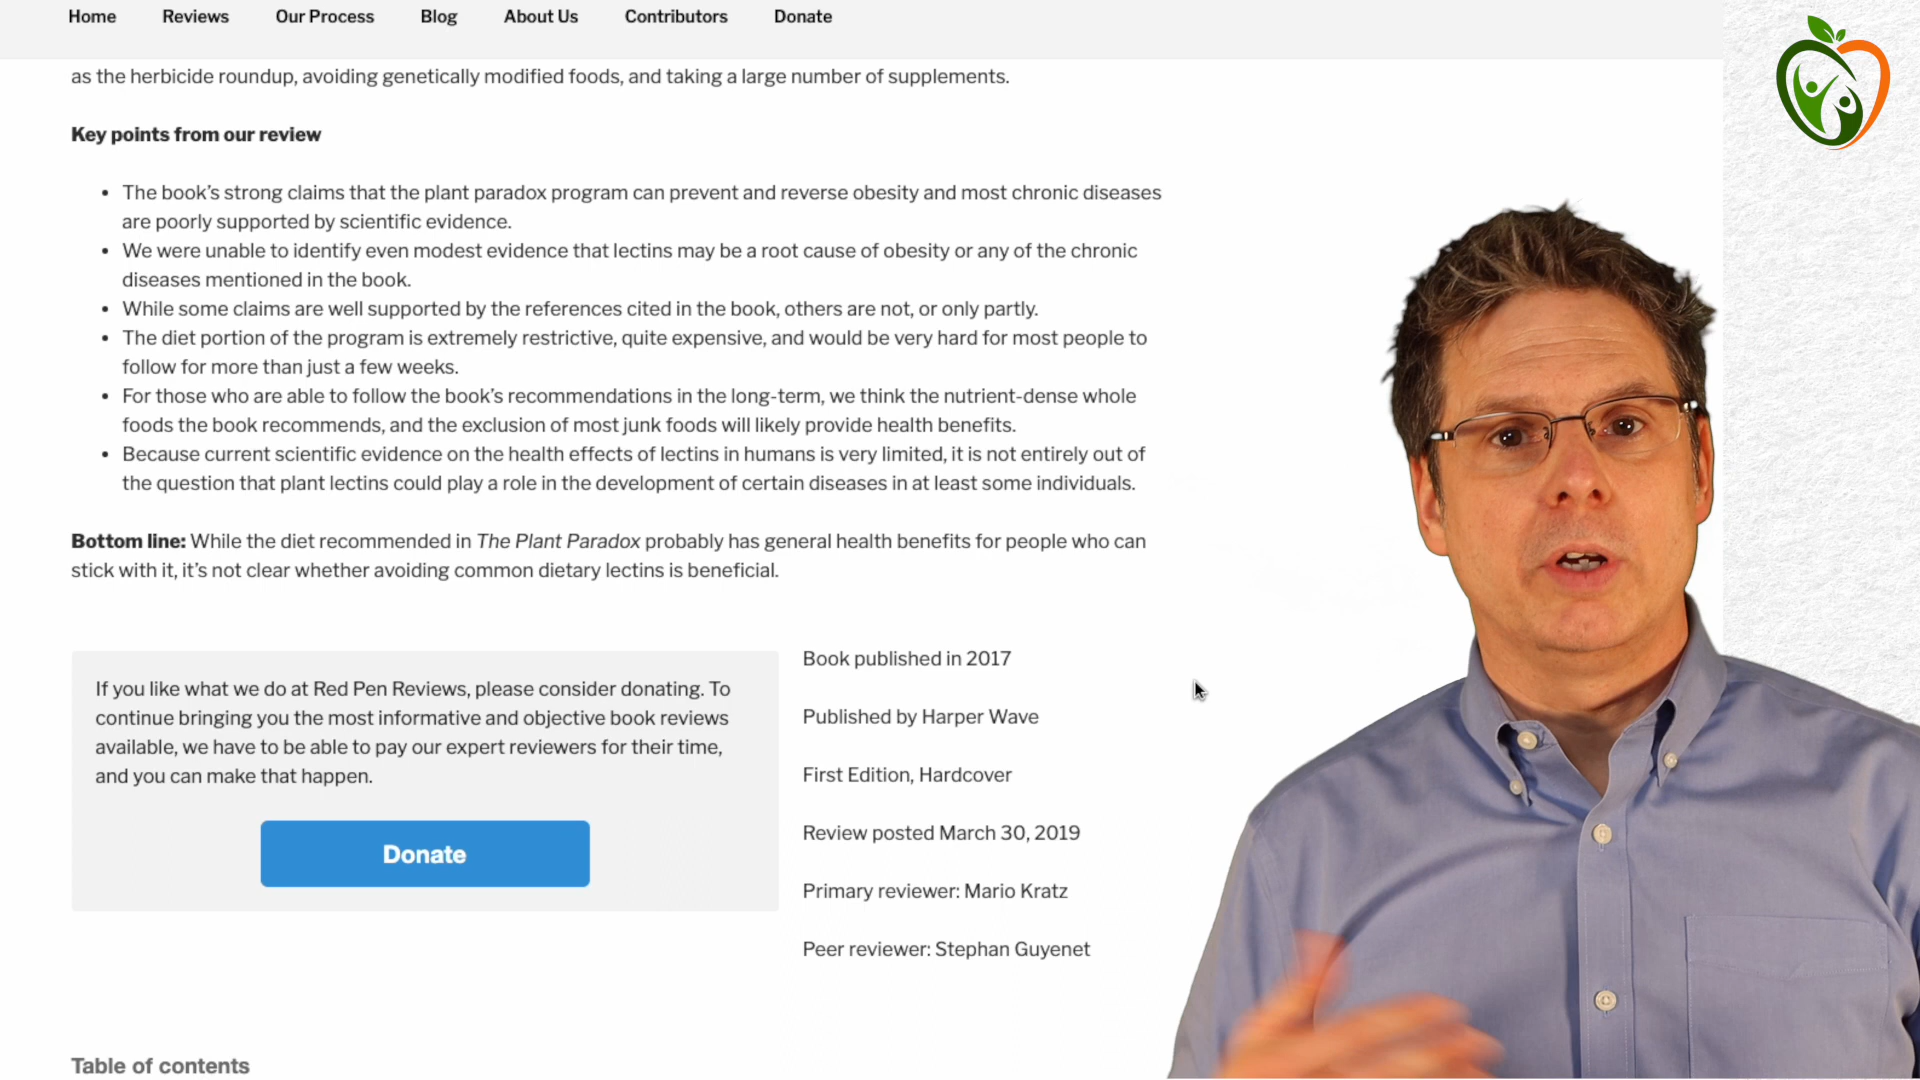 Home Reviews Our Process Blog About Us Contributors Donate
as the herbicide roundup, avoiding genetically modified foods, and taking a large number of supplements.
Key points from our review
• The book's strong claims that the plant paradox program can prevent and reverse obesity and most chronic diseases
are poorly supported by scientific evidence.
• We were unable to identify even modest evidence that lectins may be a root cause of obesity or any of the chronic
diseases mentioned in the book.
• While some claims are well supported by the references cited in the book, others are not, or only partly.
• The diet portion of the program is extremely restrictive, quite expensive, and would be very hard for most people to
follow for more than just a few weeks.
• For those who are able to follow the book's recommendations in the long-term, we think the nutrient-dense whole
foods the book recommends, and the exclusion of most junk foods will likely provide health benefits.
• Because current scientific evidence on the health effects of lectins in humans is very limited, it is not entirely out of
the question that plant lectins could play a role in the development of certain diseases in at least some individuals.
Bottom line: While the diet recommended in The Plant Paradox probably has general health benefits for people who can
stick with it, it's not clear whether avoiding common dietary lectins is beneficial.
If you like what we do at Red Pen Reviews, please consider donating. To
continue bringing you the most informative and objective book reviews
available, we have to be able to pay our expert reviewers for their time,
and you can make that happen.
Donate
Book published in 2017
Published by Harper Wave
First Edition, Hardcover
Review posted March 30, 2019
Primary reviewer: Mario Kratz
Peer reviewer: Stephan Guyenet
Table of contents